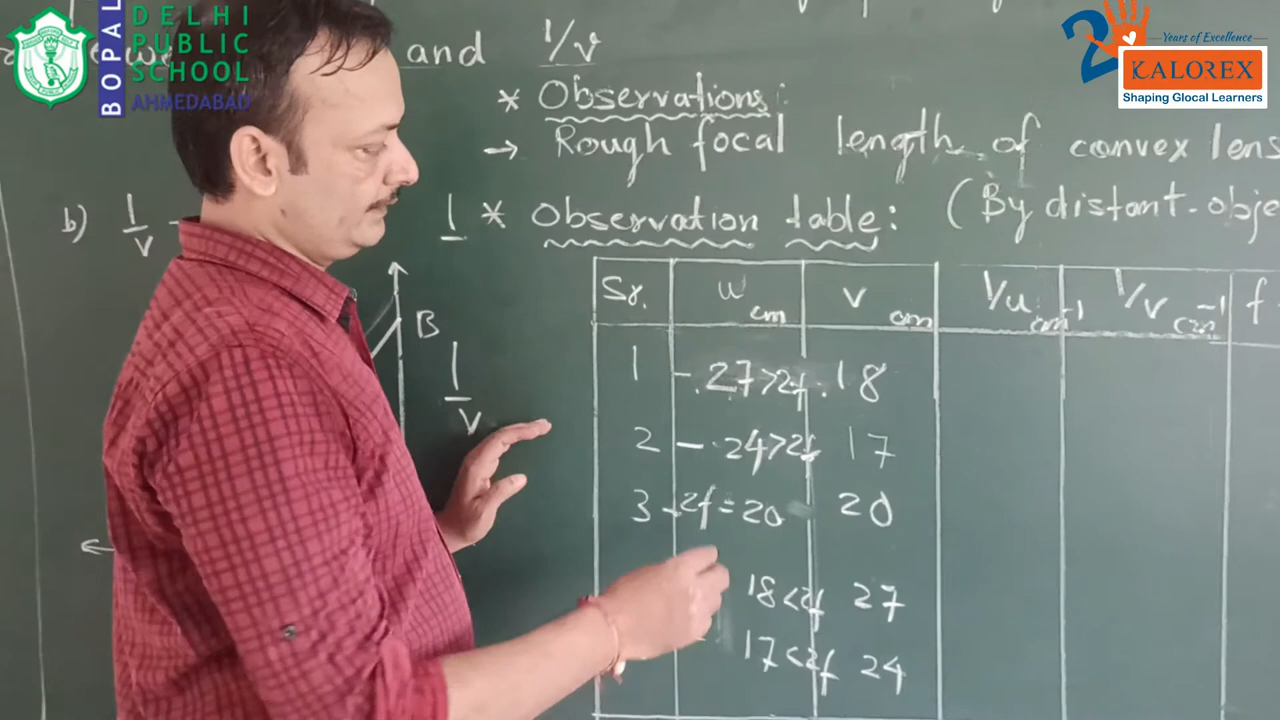 DELHI
PUBLIC
SCHOOL
BOPAL
AHMEDABAD
Years of Excellence
KALOREX
Shaping Glocal Learners
and 1/v
* Observations:
→ Rough focal length of convex lens
b) 1/v
1 * Observation table: (By distant-obje
Sr. u cm v cm 1/u cm⁻¹ 1/v cm⁻¹ f
B
1/v
1 -27>2f 18
2 -24>2f 17
3 -2f=20 20
18<2f 27
17<2f 24